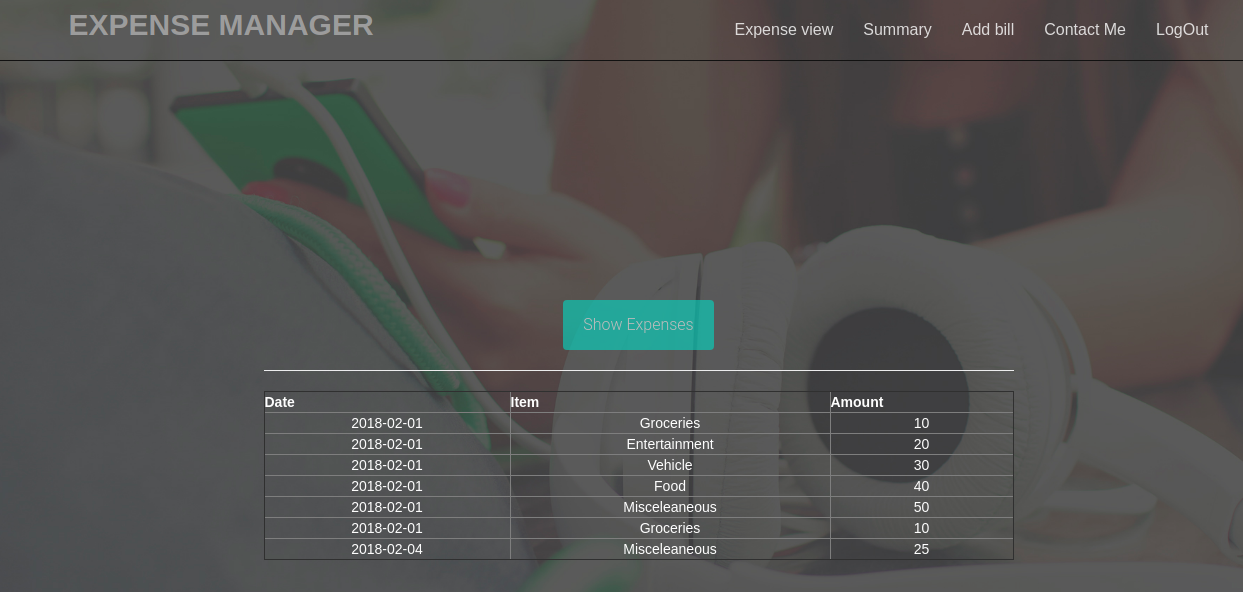 EXPENSE MANAGER
Expense view Summary Add bill Contact Me LogOut
Show Expenses
Date Item Amount
2018-02-01 Groceries 10
2018-02-01 Entertainment 20
2018-02-01 Vehicle 30
2018-02-01 Food 40
2018-02-01 Misceleaneous 50
2018-02-01 Groceries 10
2018-02-04 Misceleaneous 25